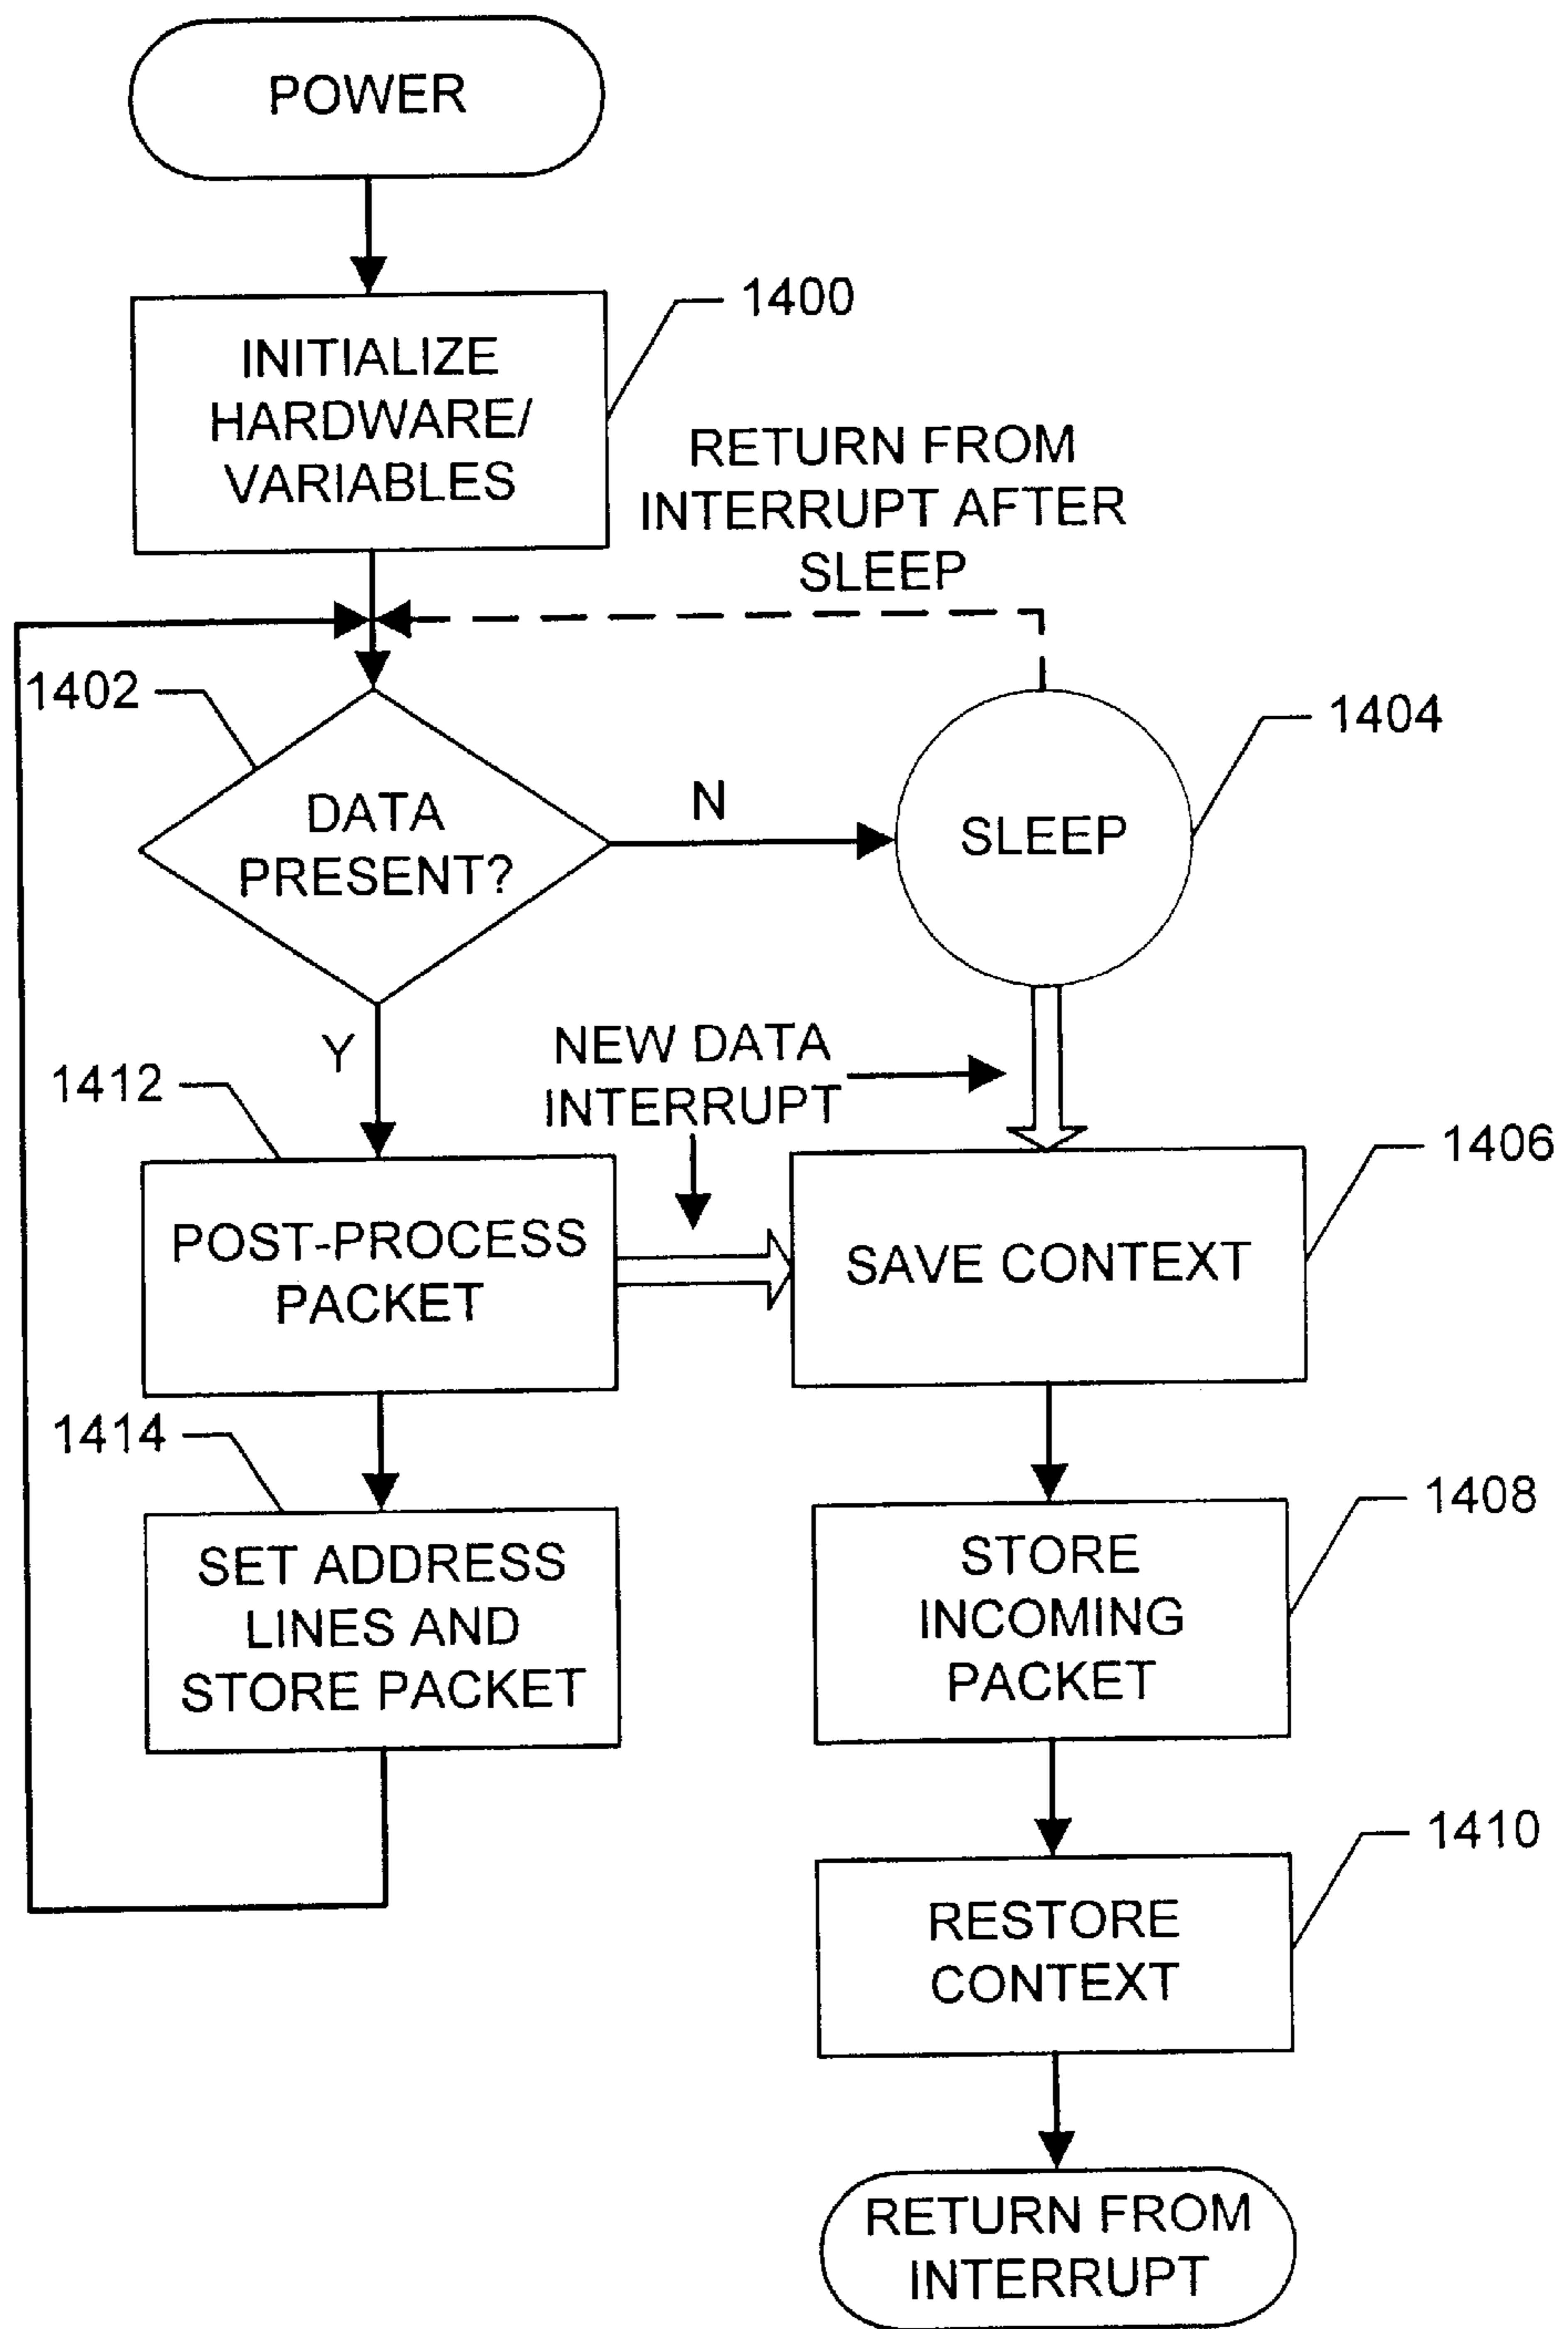 POWER
1400
INITIALIZE
HARDWARE/
VARIABLES
RETURN FROM
INTERRUPT AFTER
SLEEP
1402
DATA
PRESENT?
N
SLEEP
1404
Y
NEW DATA
INTERRUPT
1412
POST-PROCESS
PACKET
1406
SAVE CONTEXT
1414
SET ADDRESS
LINES AND
STORE PACKET
1408
STORE
INCOMING
PACKET
1410
RESTORE
CONTEXT
RETURN FROM
INTERRUPT